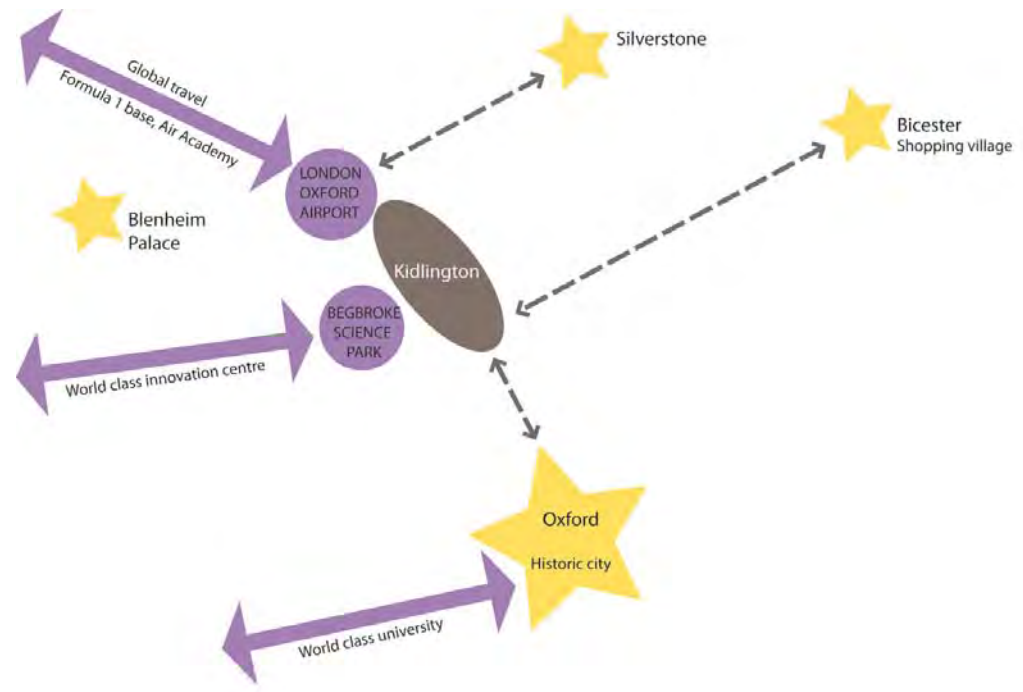 Silverstone
Global travel
Formula 1 base, Air Academy
Bicester
Shopping village
LONDON
OXFORD
AIRPORT
Blenheim
Palace
Kidlington
BEGBROKE
SCIENCE
PARK
World class innovation centre
Oxford
Historic city
World class university